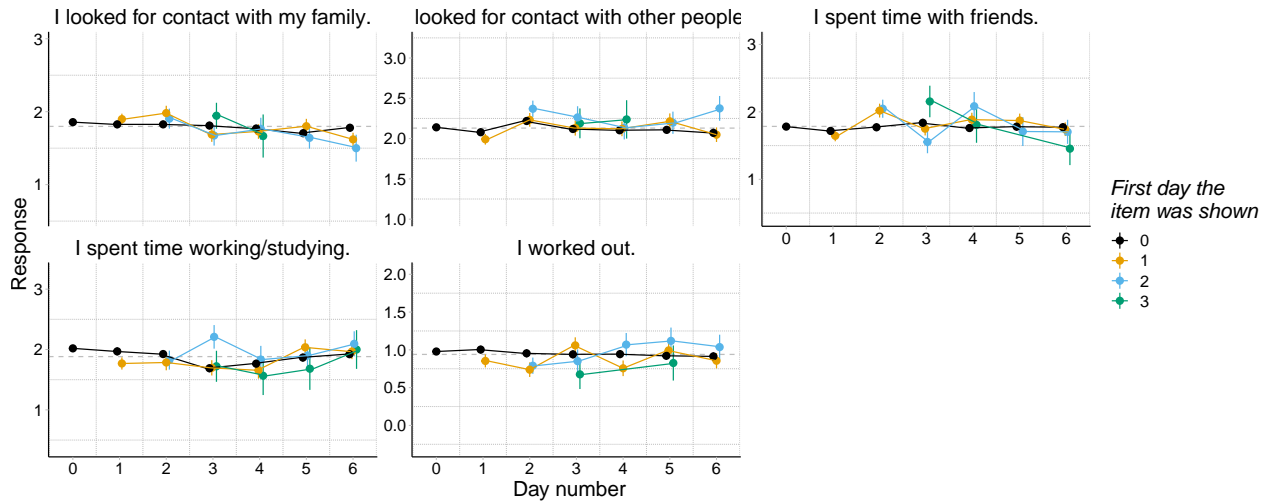 I looked for contact with my family.
looked for contact with other people
I spent time with friends.
3
2
1
3.0
2.5
2.0
1.5
1.0
3
2
1
0 1 2 3 4 5 6
Response
First day the
item was shown
0
1
2
3
I spent time working/studying.
I worked out.
3
2
1
2.0
1.5
1.0
0.5
0.0
0 1 2 3 4 5 6
0 1 2 3 4 5 6
Day number